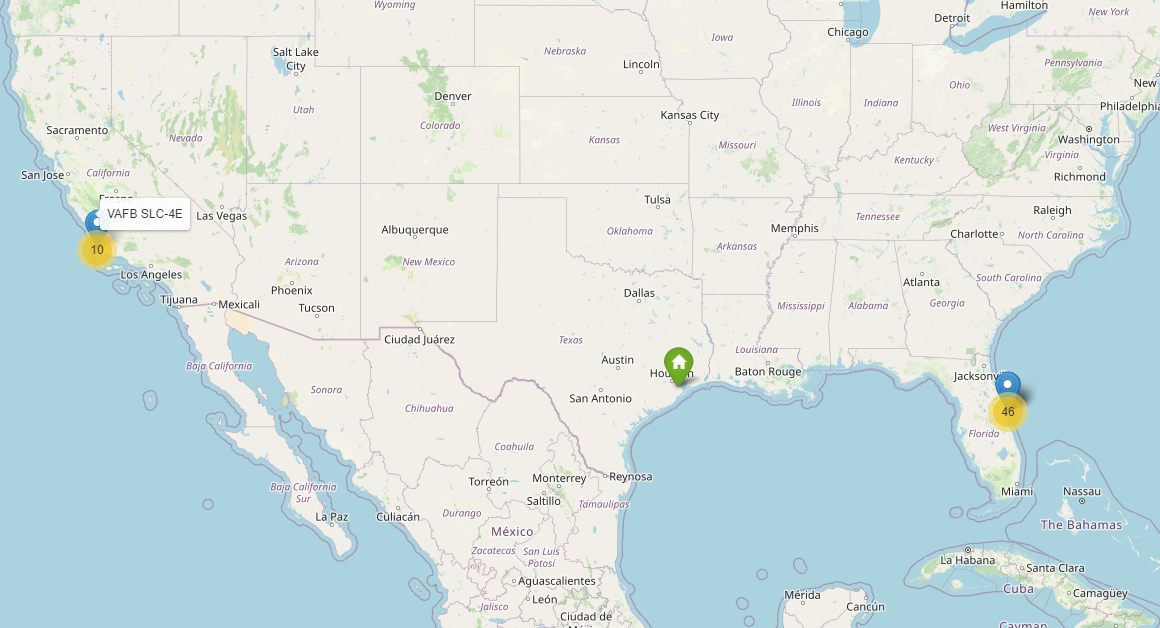 Wyoming
Hamilton
New York
Detroit
Chicago
Iowa
Salt Lake
City
Nebraska
Lincoln
Pennsylvania
New
Denver
Utah
Ohio
Illinois
Indiana
Philadelphia
Kansas City
Colorado
Sacramento
Nevada
Kansas
Missouri
West Virginia
Washington
Virginia
Kentucky
San Jose
California
Richmond
VAFB SLC-4E
Las Vegas
Tulsa
Raleigh
Tennessee
Albuquerque
Oklahoma
Memphis
Charlotte
North Carolina
10
Arkansas
Arizona
New Mexico
Los Angeles
Phoenix
Atlanta
South Carolina
Dallas
Tijuana
Mexicali
Tucson
Mississippi
Alabama
Georgia
Ciudad Juárez
Texas
Louisiana
Baja California
Austin
Baton Rouge
Sonora
San Antonio
Chihuahua
46
Florida
Coahuila
Torreón
Monterrey
Reynosa
Baja California
Sur
Saltillo
Tamaulipas
Miami
Nassau
Durango
La Paz
Culiacán
México
The Bahamas
Zacatecas
San Luis
Potosí
La Habana
Santa Clara
Cuba
Aguascalientes
León
Jalisco
Mérida
Cancún
Camagüey
Ciudad de